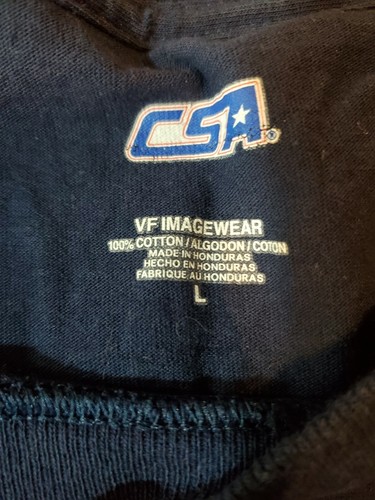 CSA®
VF IMAGEWEAR
100% COTTON / ALGODON / COTON
MADE IN HONDURAS
HECHO EN HONDURAS
FABRIQUE AU HONDURAS
L